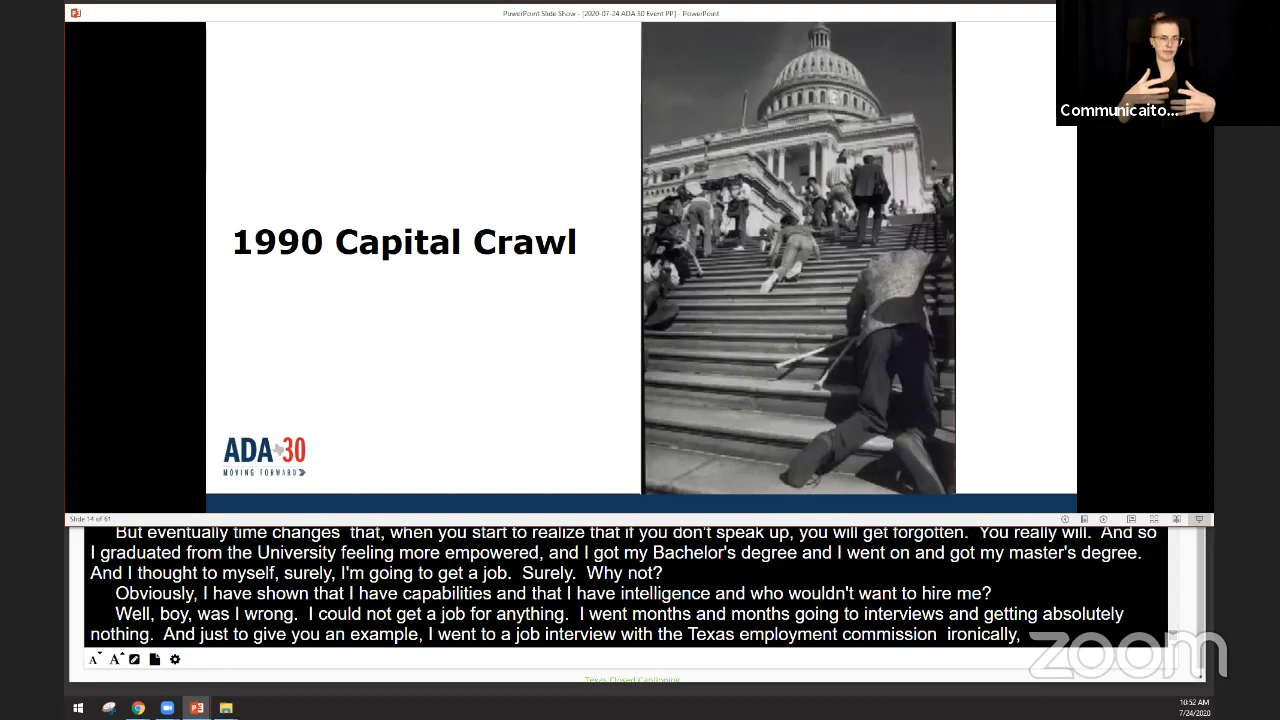 PowerPoint Slide Show - [2020-07-24 ADA 30 Event PP] - PowerPoint
Communicaito...
1990 Capital Crawl
ADA 30
MOVING FORWARD
Slide 14 of 61
But eventually time changes that, when you start to realize that if you don't speak up, you will get forgotten. You really will. And so
I graduated from the University feeling more empowered, and I got my Bachelor's degree and I went on and got my master's degree.
And I thought to myself, surely, I'm going to get a job. Surely. Why not?
Obviously, I have shown that I have capabilities and that I have intelligence and who wouldn't want to hire me?
Well, boy, was I wrong. I could not get a job for anything. I went months and months going to interviews and getting absolutely
nothing. And just to give you an example, I went to a job interview with the Texas employment commission ironically,
zoom
A A
Texas Closed Captioning
10:52 AM
7/24/2020